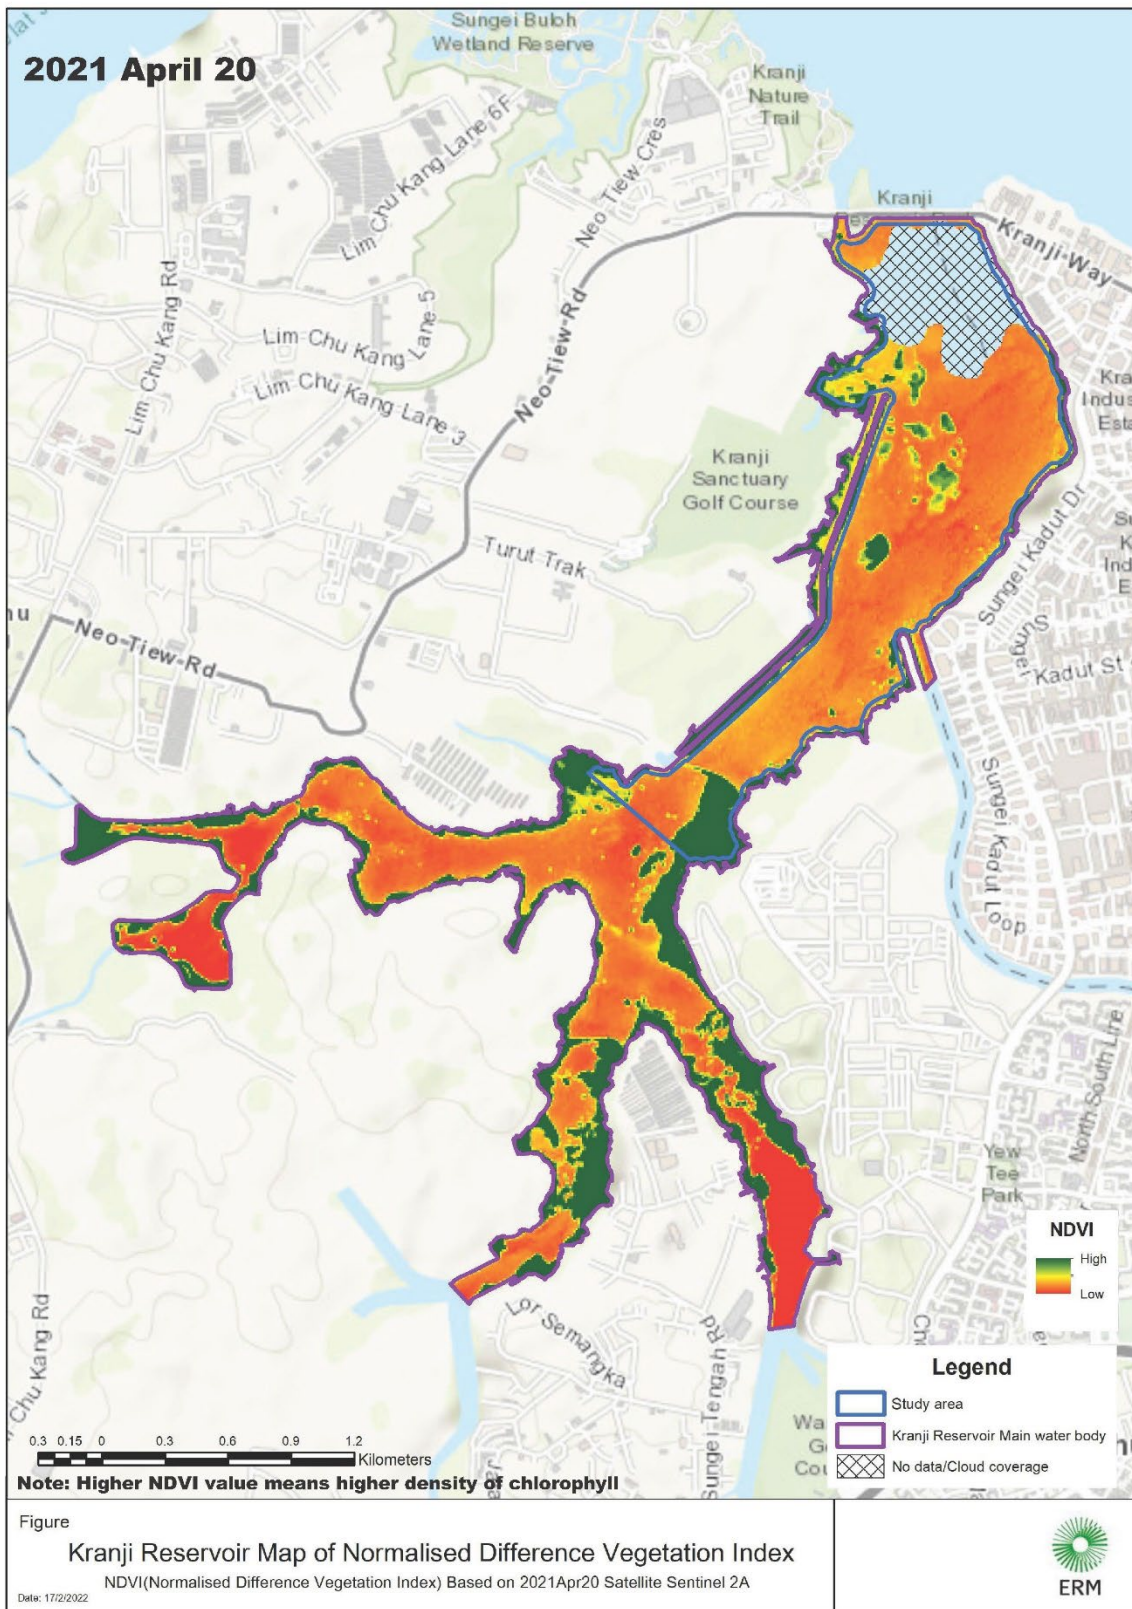 Sungei Buloh
Wetland Reserve
2021 April 20
Kranji
Nature
Trail
Lim Chu Kang Lane 6F
Neo Tiew Cres
Kranji
Kranji-Way
Lim Chu Kang Rd
Lim Chu Kang Lane 5
Neo-Tiew-Rd
Lim Chu Kang Lane 3
Kranji
Sanctuary
Golf Course
Turut Trak
Sungei Kadut Dr
Sungei
Kadut St
Neo-Tiew-Rd
Sungei Kadut Loop
North South Line
Yew
Tee
Park
NDVI
High
Low
Lor Semangka
Sungei Tengah Rd
Chu Kang Rd
Legend
Study area
Kranji Reservoir Main water body
No data/Cloud coverage
0.3 0.15 0 0.3 0.6 0.9 1.2
Kilometers
Note: Higher NDVI value means higher density of chlorophyll
Figure
Kranji Reservoir Map of Normalised Difference Vegetation Index
NDVI(Normalised Difference Vegetation Index) Based on 2021Apr20 Satellite Sentinel 2A
Date: 17/2/2022
ERM